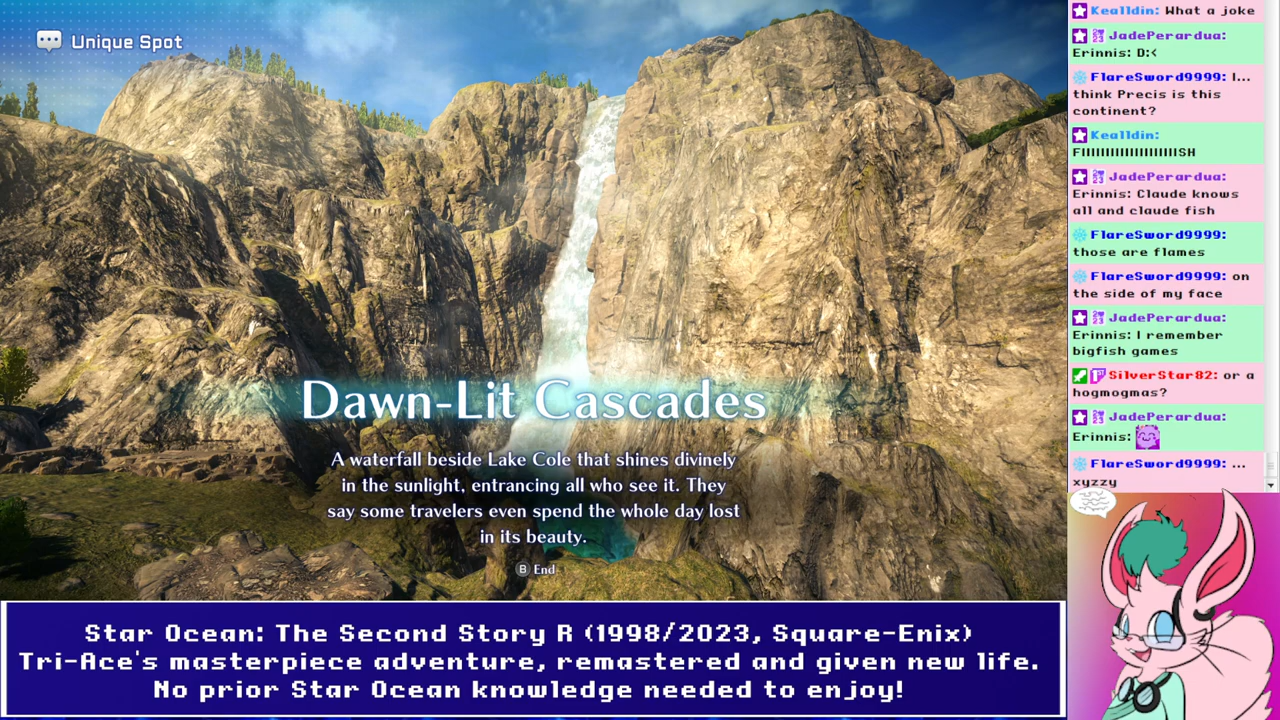 Unique Spot
Dawn-Lit Cascades
A waterfall beside Lake Cole that shines divinely
in the sunlight, entrancing all who see it. They
say some travelers even spend the whole day lost
in its beauty.
B End
Star Ocean: The Second Story R (1998/2023, Square-Enix)
Tri-Ace's masterpiece adventure, remastered and given new life.
No prior Star Ocean knowledge needed to enjoy!
Kealldin: What a joke
JadePerardua:
Erinnis: D:<
FlareSword9999: I...
think Precis is this
continent?
Kealldin:
FIIIIIIIIIIIIIIIIIISH
JadePerardua:
Erinnis: Claude knows
all and claude fish
FlareSword9999:
those are flames
FlareSword9999: on
the side of my face
JadePerardua:
Erinnis: I remember
bigfish games
SilverStar82: or a
hogmogmas?
JadePerardua:
Erinnis:
FlareSword9999: ...
xyzzy